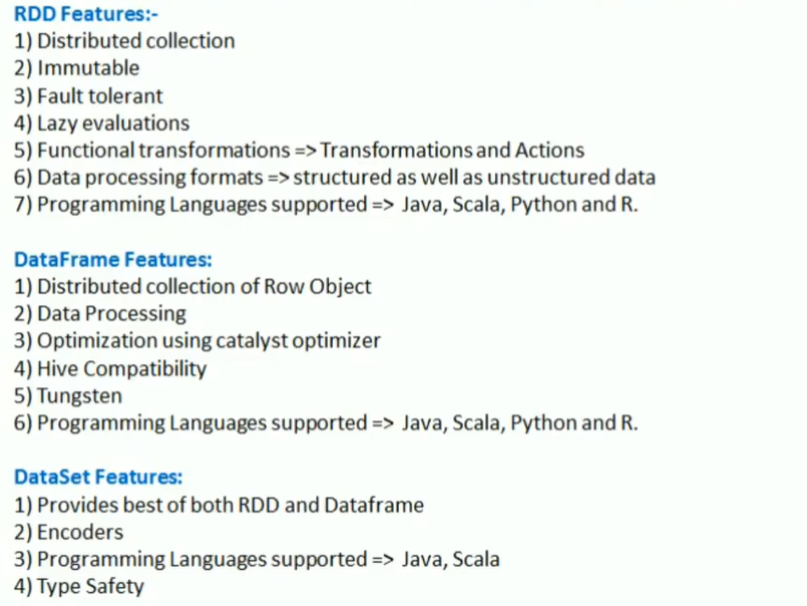 RDD Features:-
1) Distributed collection
2) Immutable
3) Fault tolerant
4) Lazy evaluations
5) Functional transformations => Transformations and Actions
6) Data processing formats => structured as well as unstructured data
7) Programming Languages supported => Java, Scala, Python and R.
DataFrame Features:
1) Distributed collection of Row Object
2) Data Processing
3) Optimization using catalyst optimizer
4) Hive Compatibility
5) Tungsten
6) Programming Languages supported => Java, Scala, Python and R.
DataSet Features:
1) Provides best of both RDD and Dataframe
2) Encoders
3) Programming Languages supported => Java, Scala
4) Type Safety